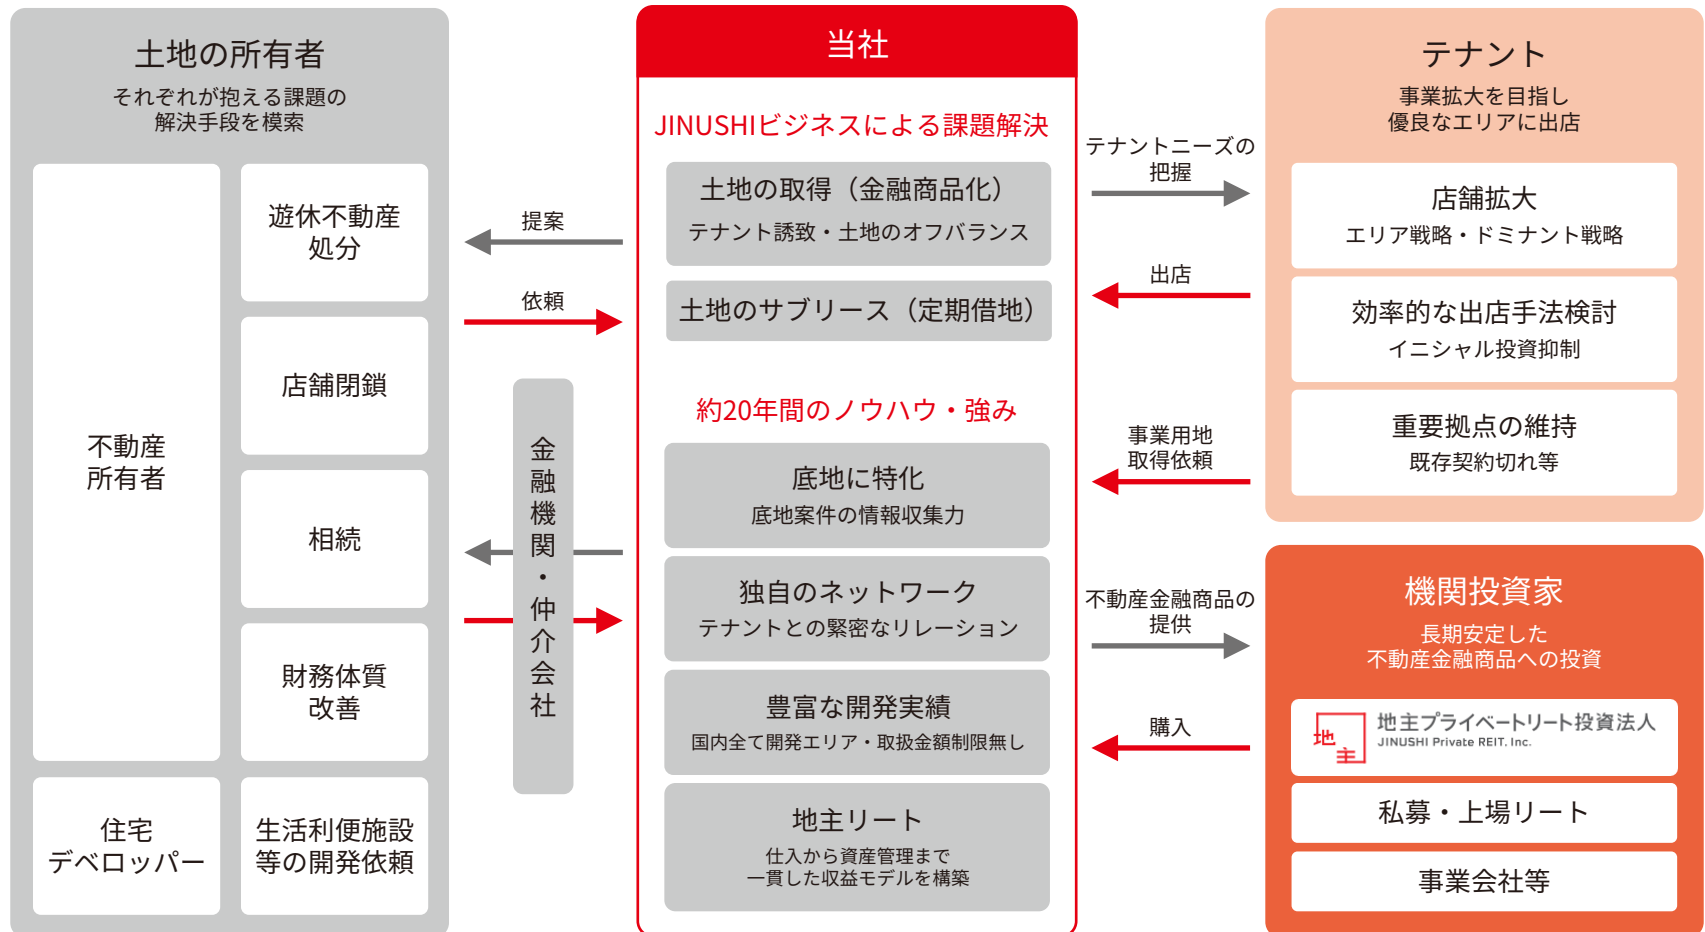 土地の所有者
それぞれが抱える課題の
解決手段を模索
不動産
所有者
遊休不動産
処分
店舗閉鎖
相続
財務体質
改善
住宅
デベロッパー
生活利便施設
等の開発依頼
提案
依頼
金融機関・仲介会社
当社
JINUSHIビジネスによる課題解決
土地の取得（金融商品化）
テナント誘致・土地のオフバランス
土地のサブリース（定期借地）
約20年間のノウハウ・強み
底地に特化
底地案件の情報収集力
独自のネットワーク
テナントとの緊密なリレーション
豊富な開発実績
国内全て開発エリア・取扱金額制限無し
地主リート
仕入から資産管理まで
一貫した収益モデルを構築
テナントニーズの
把握
出店
事業用地
取得依頼
不動産金融商品の
提供
購入
テナント
事業拡大を目指し
優良なエリアに出店
店舗拡大
エリア戦略・ドミナント戦略
効率的な出店手法検討
イニシャル投資抑制
重要拠点の維持
既存契約切れ等
機関投資家
長期安定した
不動産金融商品への投資
地主
地主プライベートリート投資法人
JINUSHI Private REIT. Inc.
私募・上場リート
事業会社等